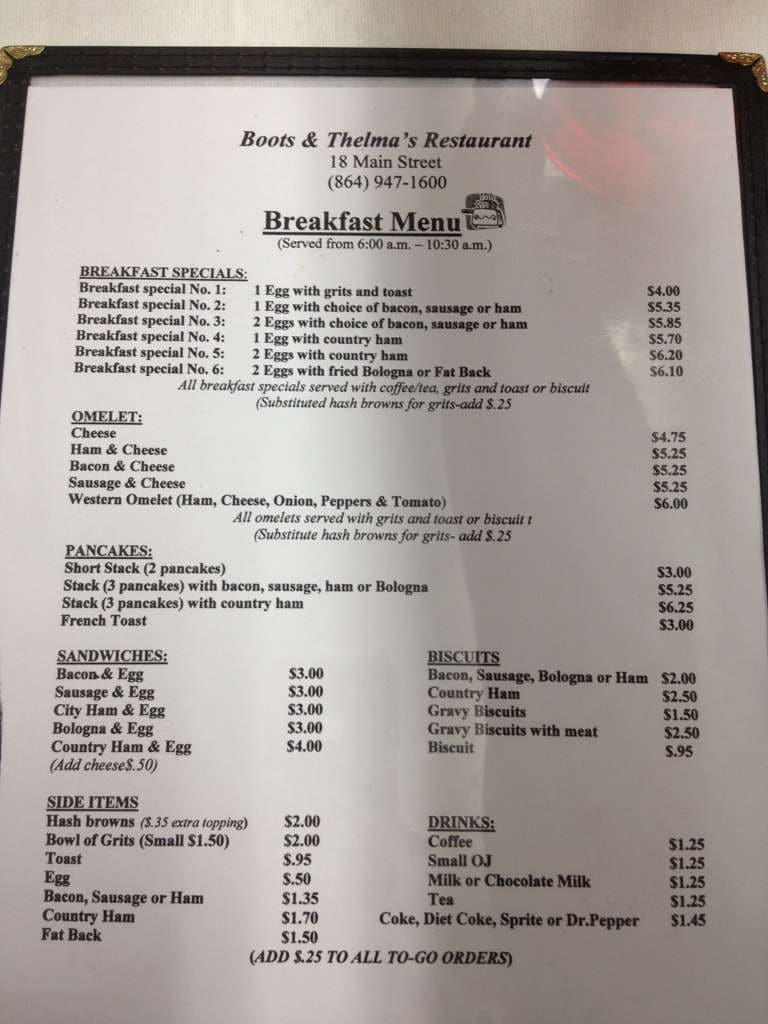 Boots & Thelma's Restaurant
18 Main Street
(864) 947-1600
Breakfast Menu
(Served from 6:00 a.m. – 10:30 a.m.)
BREAKFAST SPECIALS:
Breakfast special No. 1: 1 Egg with grits and toast $4.00
Breakfast special No. 2: 1 Egg with choice of bacon, sausage or ham $5.35
Breakfast special No. 3: 2 Eggs with choice of bacon, sausage or ham $5.85
Breakfast special No. 4: 1 Egg with country ham $5.70
Breakfast special No. 5: 2 Eggs with country ham $6.20
Breakfast special No. 6: 2 Eggs with fried Bologna or Fat Back $6.10
All breakfast specials served with coffee/tea, grits and toast or biscuit
(Substituted hash browns for grits-add $.25
OMELET:
Cheese $4.75
Ham & Cheese $5.25
Bacon & Cheese $5.25
Sausage & Cheese $5.25
Western Omelet (Ham, Cheese, Onion, Peppers & Tomato) $6.00
All omelets served with grits and toast or biscuit t
(Substitute hash browns for grits- add $.25
PANCAKES:
Short Stack (2 pancakes) $3.00
Stack (3 pancakes) with bacon, sausage, ham or Bologna $5.25
Stack (3 pancakes) with country ham $6.25
French Toast $3.00
SANDWICHES:
Bacon & Egg $3.00
Sausage & Egg $3.00
City Ham & Egg $3.00
Bologna & Egg $3.00
Country Ham & Egg $4.00
(Add cheese$.50)
BISCUITS
Bacon, Sausage, Bologna or Ham $2.00
Country Ham $2.50
Gravy Biscuits $1.50
Gravy Biscuits with meat $2.50
Biscuit $.95
SIDE ITEMS
Hash browns ($.35 extra topping) $2.00
Bowl of Grits (Small $1.50) $2.00
Toast $.95
Egg $.50
Bacon, Sausage or Ham $1.35
Country Ham $1.70
Fat Back $1.50
DRINKS:
Coffee $1.25
Small OJ $1.25
Milk or Chocolate Milk $1.25
Tea $1.25
Coke, Diet Coke, Sprite or Dr.Pepper $1.45
(ADD $.25 TO ALL TO-GO ORDERS)